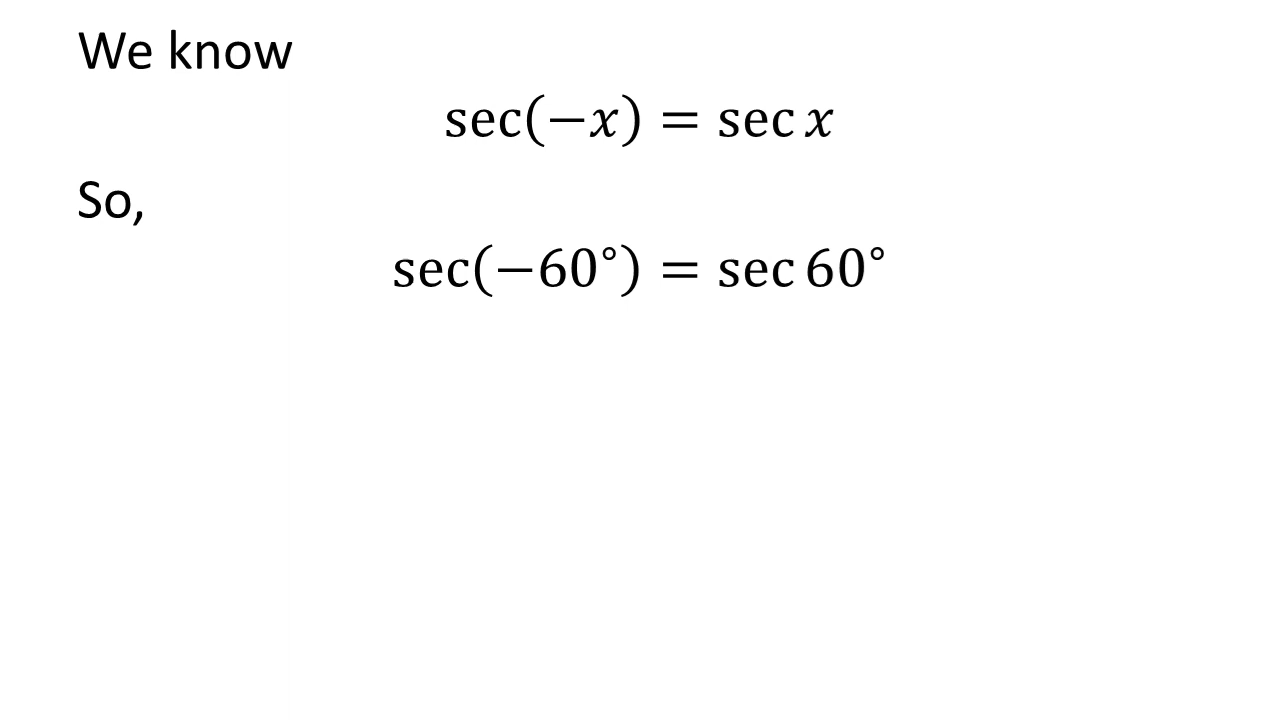 We know
sec(−x) = sec x
So,
sec(−60°) = sec 60°